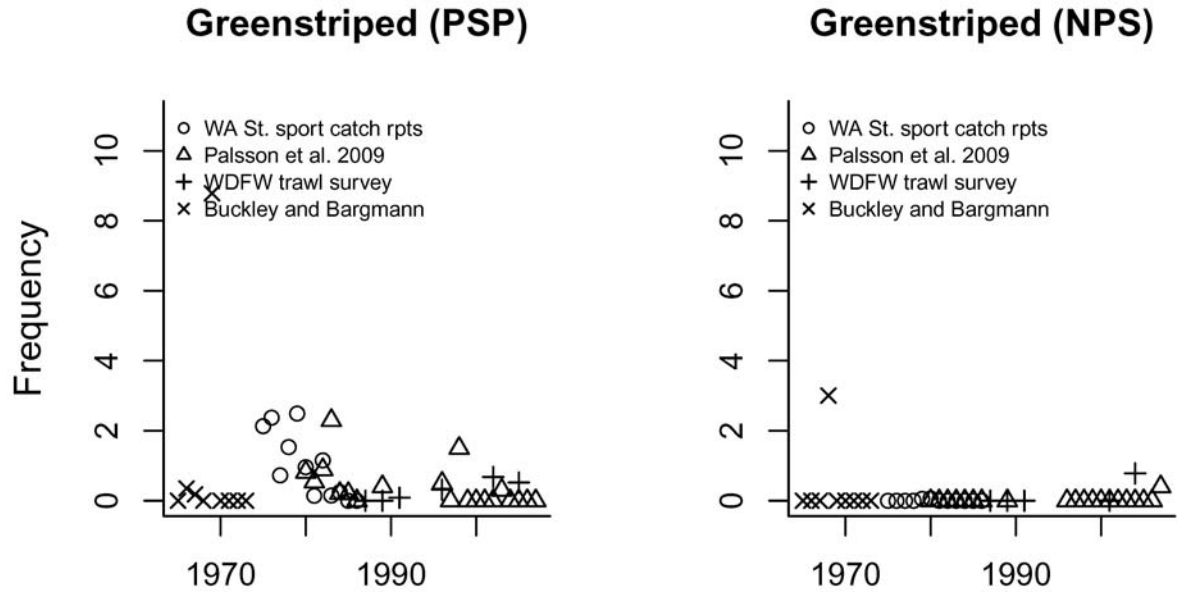 Greenstriped (PSP)
WA St. sport catch rpts
Palsson et al. 2009
WDFW trawl survey
Buckley and Bargmann
Frequency
10
8
6
4
2
0
1970
1990
Greenstriped (NPS)
WA St. sport catch rpts
Palsson et al. 2009
WDFW trawl survey
Buckley and Bargmann
10
8
6
4
2
0
1970
1990